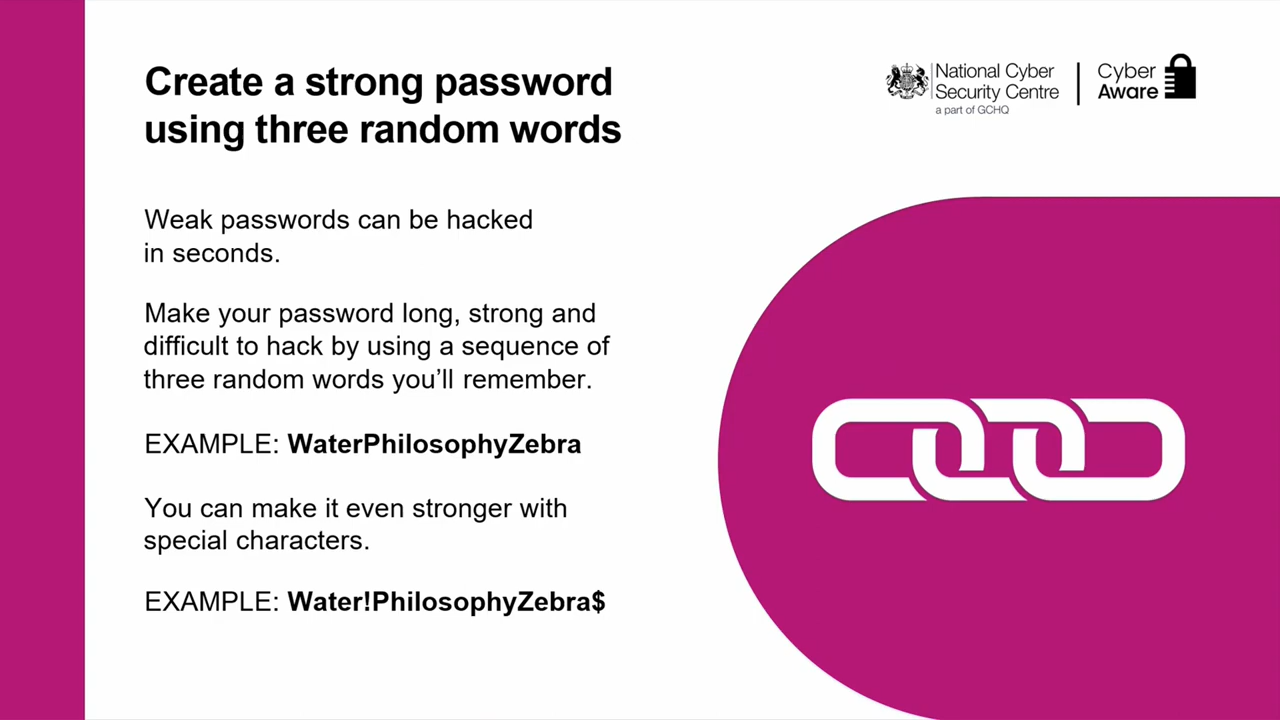 Create a strong password
using three random words
National Cyber
Security Centre
a part of GCHQ
Cyber
Aware
Weak passwords can be hacked
in seconds.
Make your password long, strong and
difficult to hack by using a sequence of
three random words you’ll remember.
EXAMPLE: WaterPhilosophyZebra
You can make it even stronger with
special characters.
EXAMPLE: Water!PhilosophyZebra$